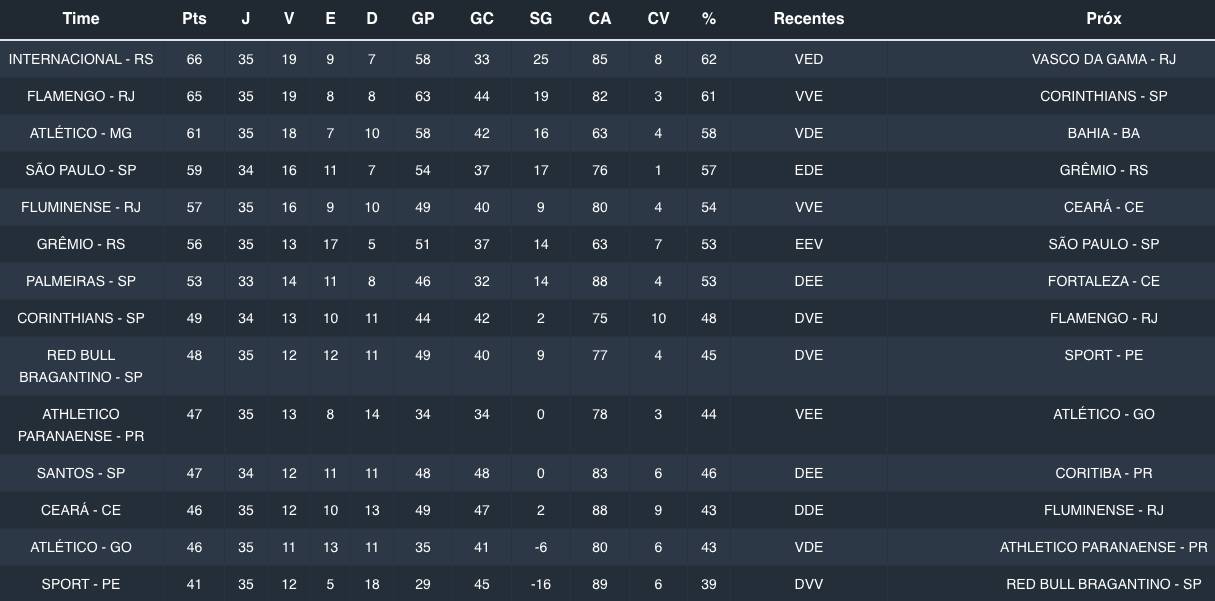 Time Pts J V E D GP GC SG CA CV % Recentes Próx
INTERNACIONAL - RS 66 35 19 9 7 58 33 25 85 8 62 VED VASCO DA GAMA - RJ
FLAMENGO - RJ 65 35 19 8 8 63 44 19 82 3 61 VVE CORINTHIANS - SP
ATLÉTICO - MG 61 35 18 7 10 58 42 16 63 4 58 VDE BAHIA - BA
SÃO PAULO - SP 59 34 16 11 7 54 37 17 76 1 57 EDE GRÊMIO - RS
FLUMINENSE - RJ 57 35 16 9 10 49 40 9 80 4 54 VVE CEARÁ - CE
GRÊMIO - RS 56 35 13 17 5 51 37 14 63 7 53 EEV SÃO PAULO - SP
PALMEIRAS - SP 53 33 14 11 8 46 32 14 88 4 53 DEE FORTALEZA - CE
CORINTHIANS - SP 49 34 13 10 11 44 42 2 75 10 48 DVE FLAMENGO - RJ
RED BULL 48 35 12 12 11 49 40 9 77 4 45 DVE SPORT - PE
BRAGANTINO - SP
ATHLETICO 47 35 13 8 14 34 34 0 78 3 44 VEE ATLÉTICO - GO
PARANAENSE - PR
SANTOS - SP 47 34 12 11 11 48 48 0 83 6 46 DEE CORITIBA - PR
CEARÁ - CE 46 35 12 10 13 49 47 2 88 9 43 DDE FLUMINENSE - RJ
ATLÉTICO - GO 46 35 11 13 11 35 41 -6 80 6 43 VDE ATHLETICO PARANAENSE - PR
SPORT - PE 41 35 12 5 18 29 45 -16 89 6 39 DVV RED BULL BRAGANTINO - SP